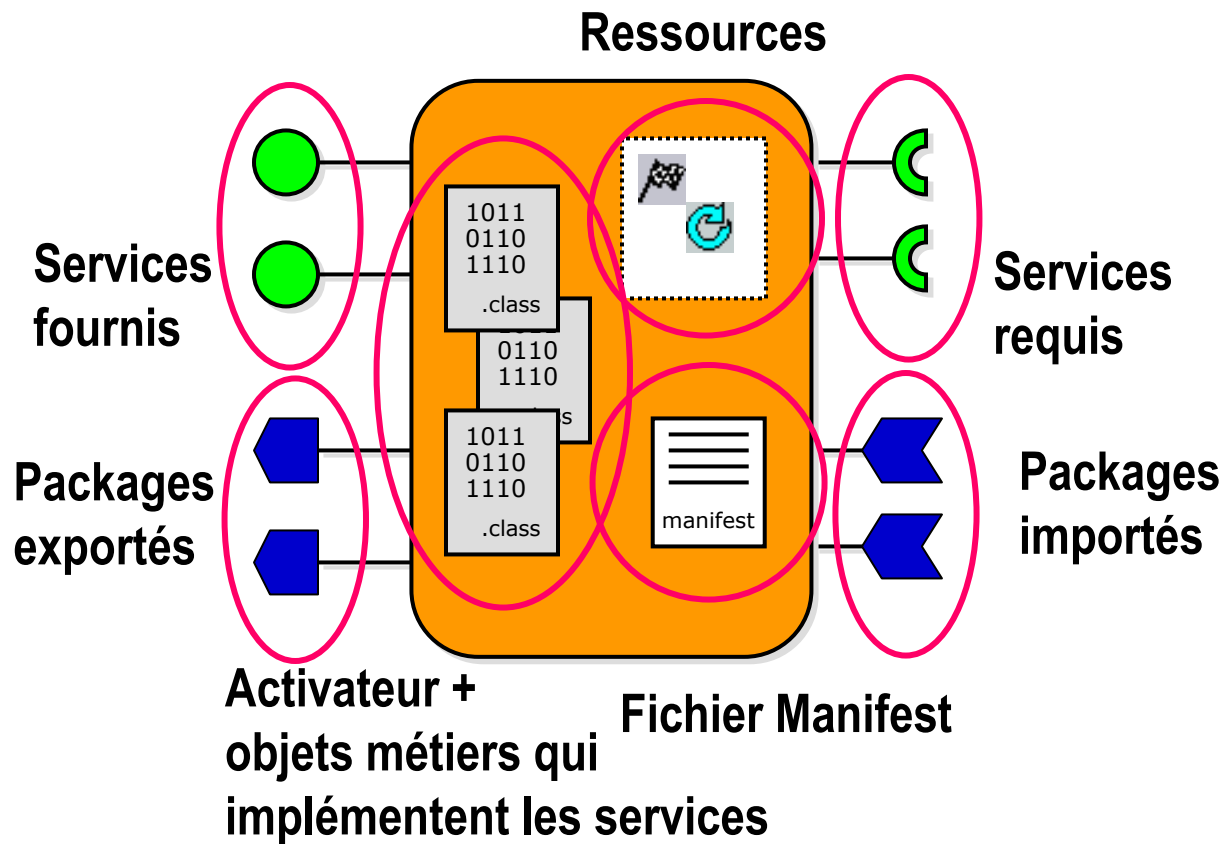 Ressources
Services
fournis
Services
requis
Packages
exportés
Packages
importés
1011
0110
1110
.class
0110
1110
1011
0110
1110
.class
manifest
Activateur +
objets métiers qui
implémentent les services
Fichier Manifest